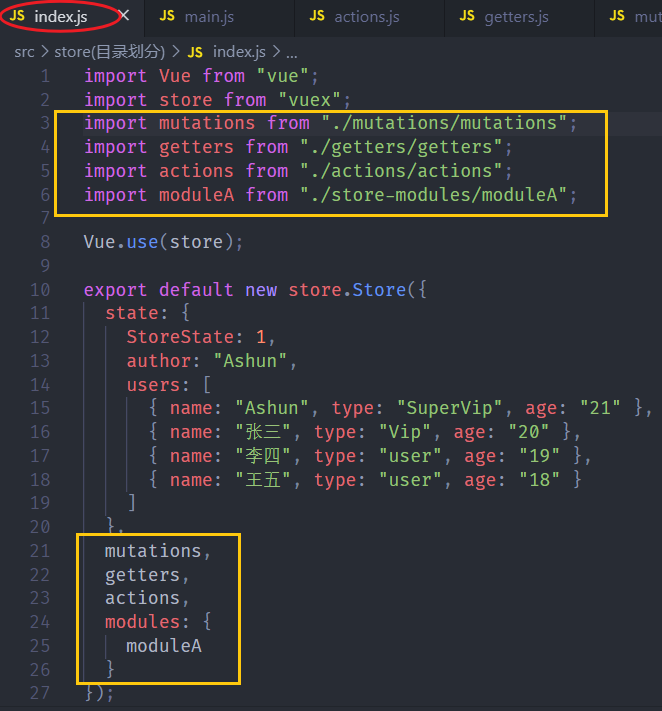 JS index.js × JS main.js JS actions.js JS getters.js JS mut
src > store(目录划分) > JS index.js > ...
1 import Vue from "vue";
2 import store from "vuex";
3 import mutations from "./mutations/mutations";
4 import getters from "./getters/getters";
5 import actions from "./actions/actions";
6 import moduleA from "./store-modules/moduleA";
7
8 Vue.use(store);
9
10 export default new store.Store({
11 state: {
12 StoreState: 1,
13 author: "Ashun",
14 users: [
15 { name: "Ashun", type: "SuperVip", age: "21" },
16 { name: "张三", type: "Vip", age: "20" },
17 { name: "李四", type: "user", age: "19" },
18 { name: "王五", type: "user", age: "18" }
19 ]
20 },
21 mutations,
22 getters,
23 actions,
24 modules: {
25 moduleA
26 }
27 });